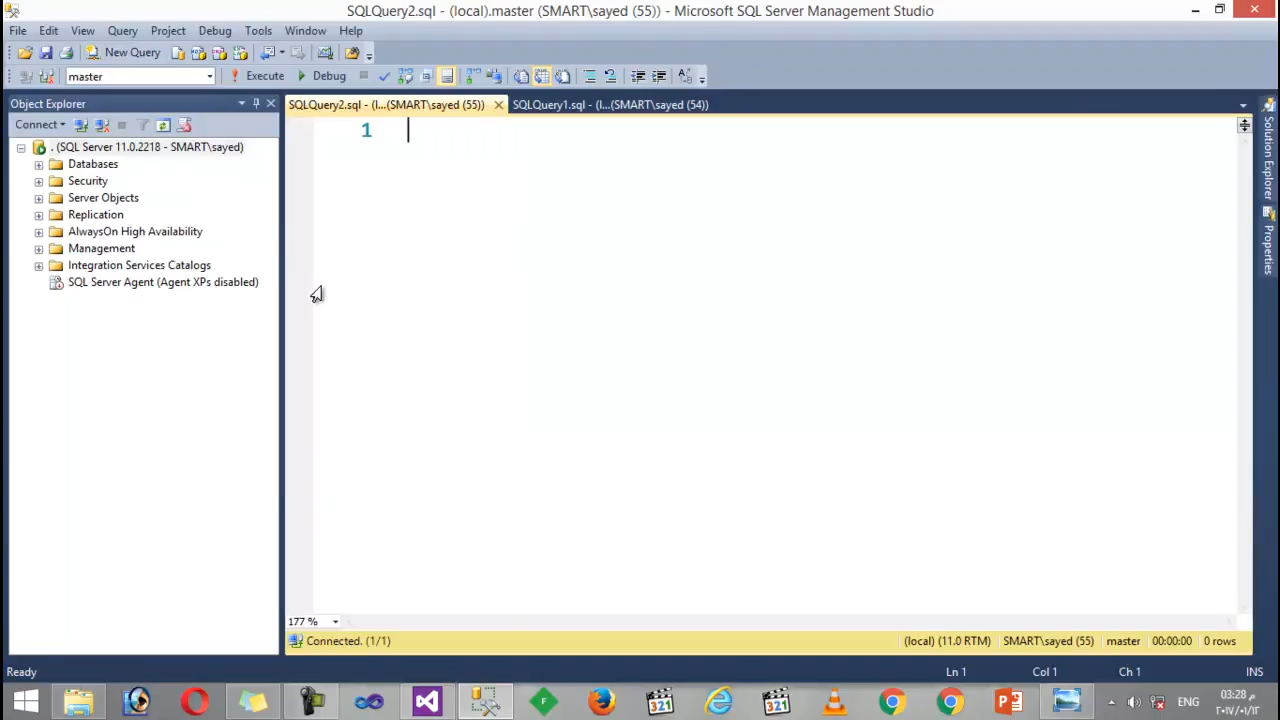 SQLQuery2.sql - (local).master (SMART\sayed (55)) - Microsoft SQL Server Management Studio
File Edit View Query Project Debug Tools Window Help
New Query
master Execute Debug
Object Explorer
SQLQuery2.sql - (l...(SMART\sayed (55)) SQLQuery1.sql - (l...(SMART\sayed (54))
Connect
1
. (SQL Server 11.0.2218 - SMART\sayed)
Databases
Security
Server Objects
Replication
AlwaysOn High Availability
Management
Integration Services Catalogs
SQL Server Agent (Agent XPs disabled)
Solution Explorer
Properties
177 %
Connected. (1/1) (local) (11.0 RTM) SMART\sayed (55) master 00:00:00 0 rows
Ready Ln 1 Col 1 Ch 1 INS
ENG
03:28 م